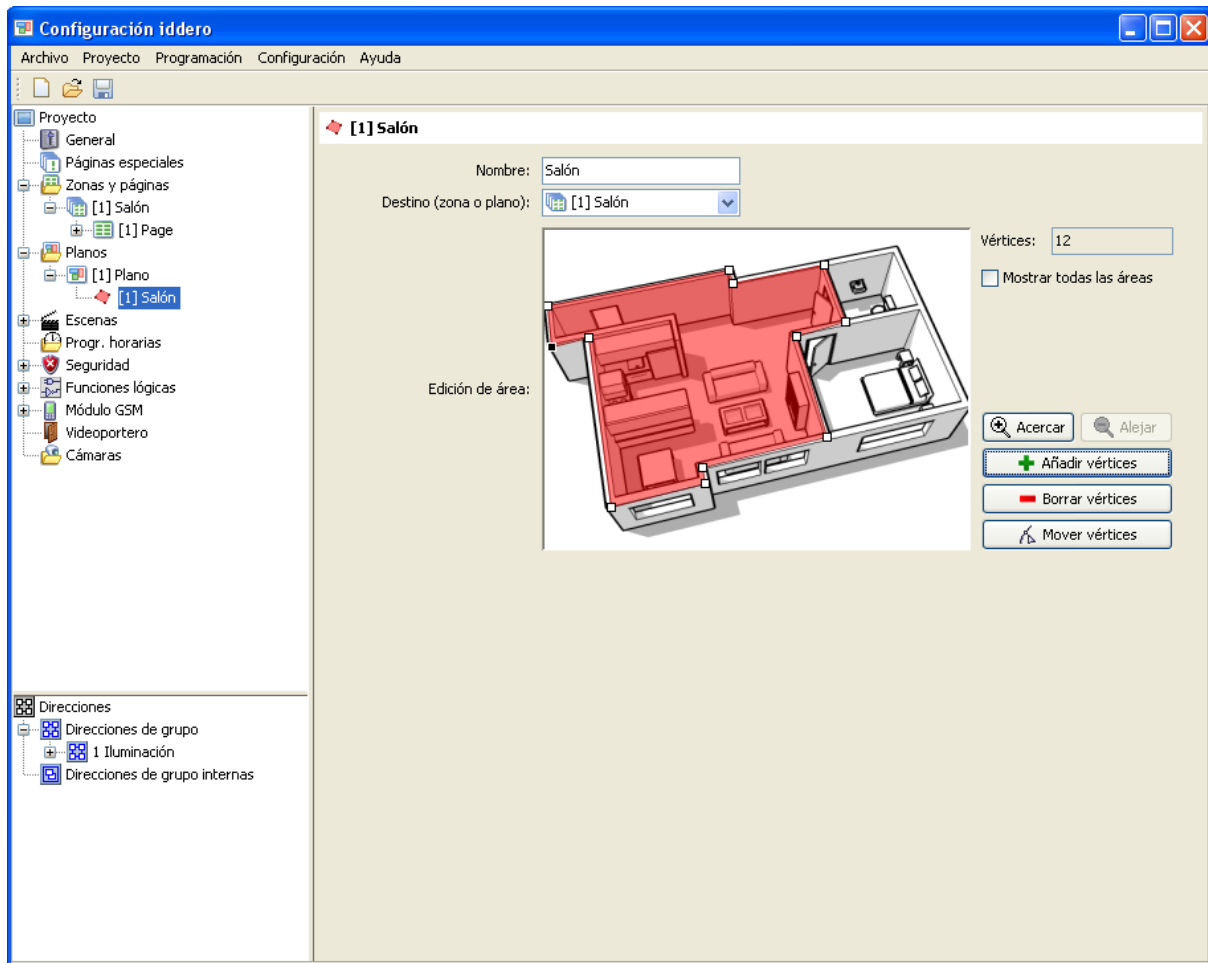 Configuración iddero
Archivo Proyecto Programación Configuración Ayuda
Proyecto
General
Páginas especiales
Zonas y páginas
[1] Salón
[1] Page
Planos
[1] Plano
[1] Salón
Escenas
Progr. horarias
Seguridad
Funciones lógicas
Módulo GSM
Videoportero
Cámaras
Direcciones
Direcciones de grupo
1 Iluminación
Direcciones de grupo internas
[1] Salón
Nombre: Salón
Destino (zona o plano): [1] Salón
Edición de área:
Vértices: 12
Mostrar todas las áreas
Acercar Alejar
Añadir vértices
Borrar vértices
Mover vértices